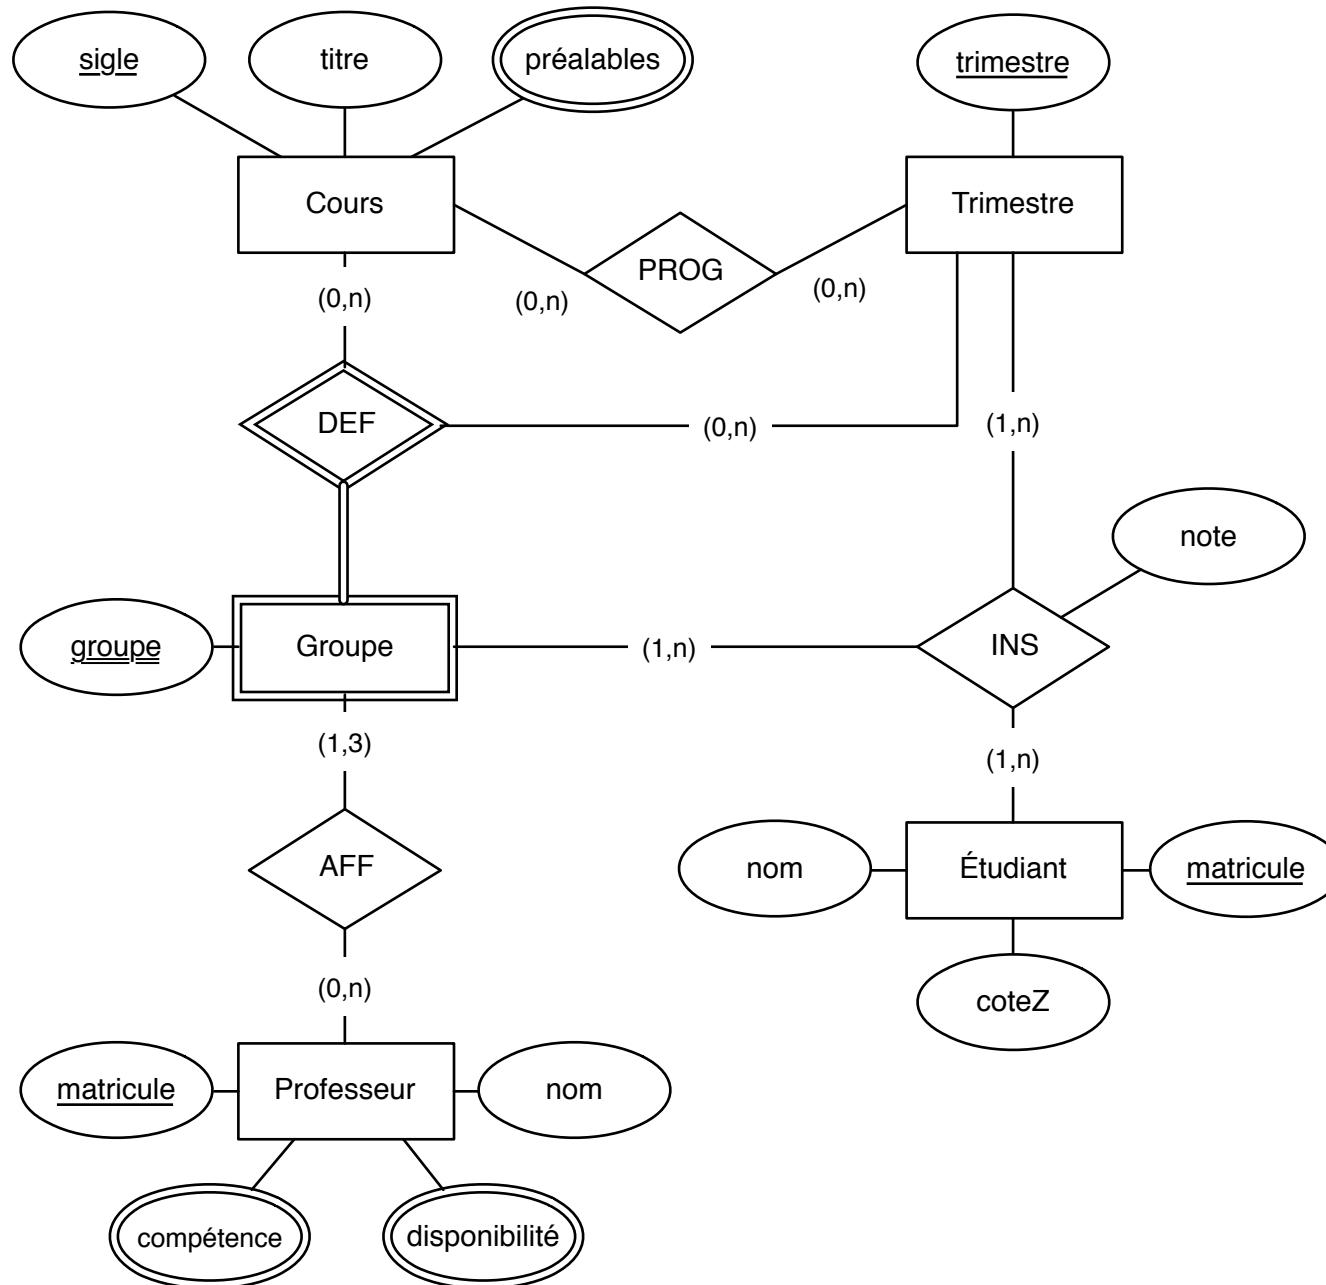 sigle
titre
préalables
trimestre
Cours
Trimestre
PROG
(0,n)
(0,n)
(0,n)
DEF
(0,n)
(1,n)
note
groupe
Groupe
(1,n)
INS
(1,3)
(1,n)
AFF
nom
Étudiant
matricule
(0,n)
coteZ
matricule
Professeur
nom
compétence
disponibilité